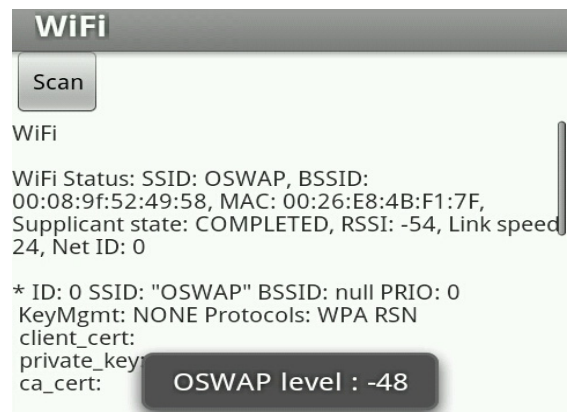 WiFi
Scan
WiFi
WiFi Status: SSID: OSWAP, BSSID:
00:08:9f:52:49:58, MAC: 00:26:E8:4B:F1:7F,
Supplicant state: COMPLETED, RSSI: -54, Link speed
24, Net ID: 0
* ID: 0 SSID: "OSWAP" BSSID: null PRIO: 0
KeyMgmt: NONE Protocols: WPA RSN
client_cert:
private_key:
ca_cert:
OSWAP level : -48